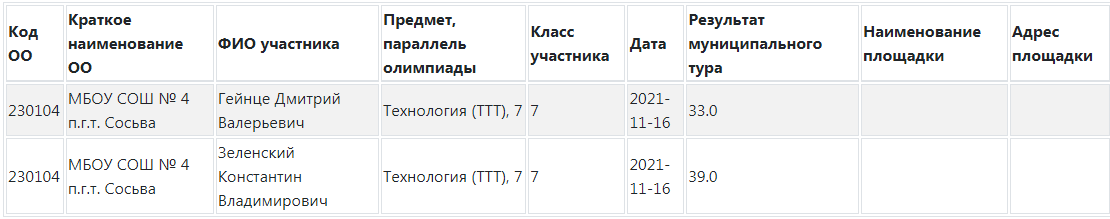 Код ОО
Краткое наименование ОО
ФИО участника
Предмет, параллель олимпиады
Класс участника
Дата
Результат муниципального тура
Наименование площадки
Адрес площадки
230104
МБОУ СОШ № 4
п.г.т. Сосьва
Гейнце Дмитрий
Валерьевич
Технология (ТТТ), 7
7
2021-
11-16
33.0
230104
МБОУ СОШ № 4
п.г.т. Сосьва
Зеленский
Константин
Владимирович
Технология (ТТТ), 7
7
2021-
11-16
39.0